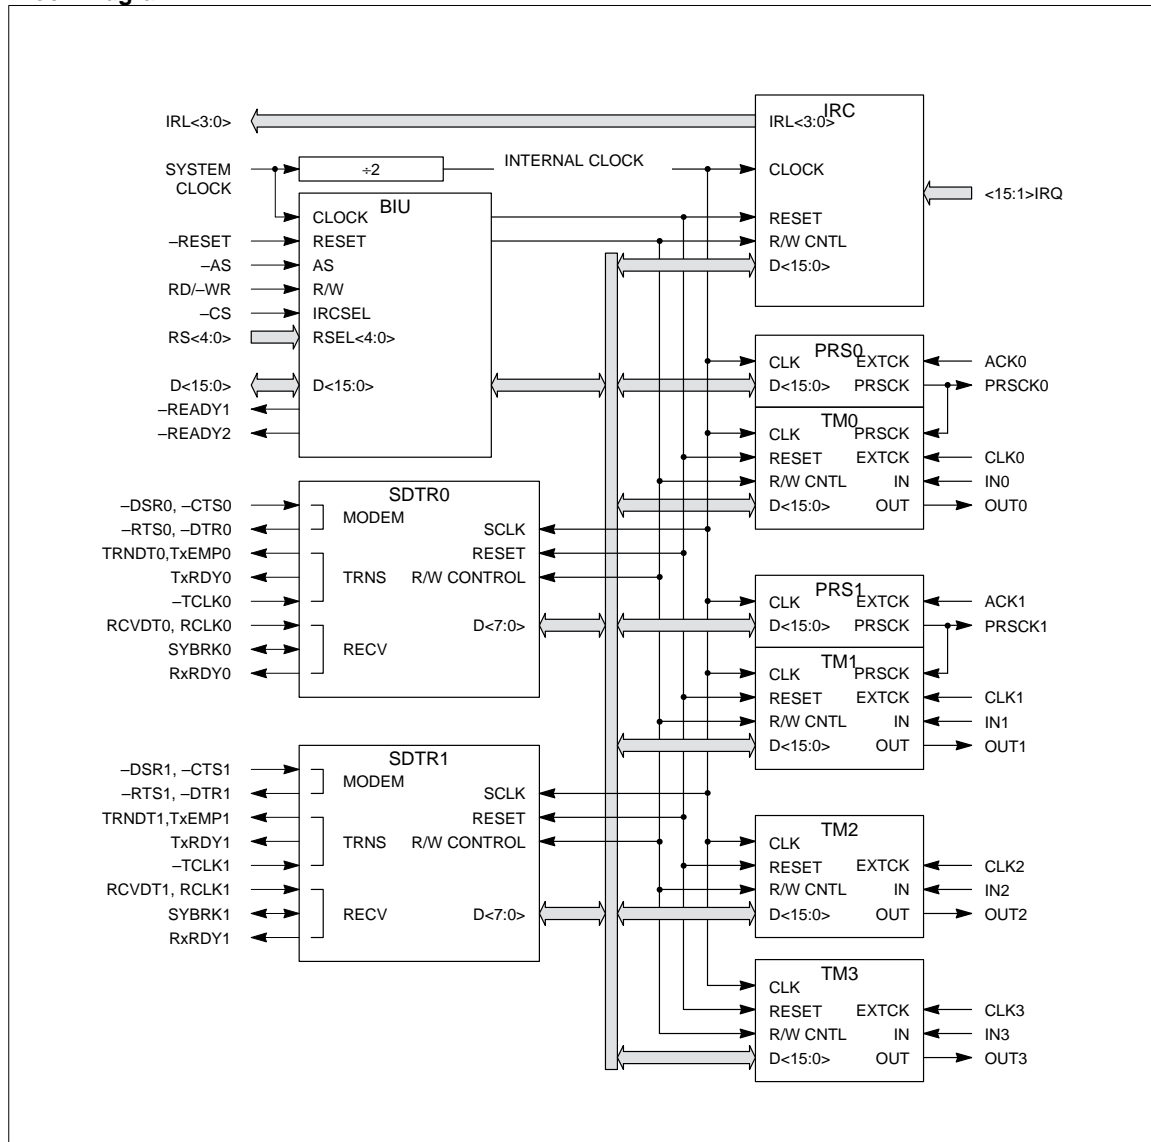 IRC
IRL<3:0> IRL<3:0>
SYSTEM CLOCK ÷2 INTERNAL CLOCK CLOCK
<15:1>IRQ
BIU
CLOCK RESET
–RESET RESET R/W CNTL
–AS AS D<15:0>
RD/–WR R/W
–CS IRCSEL
RS<4:0> RSEL<4:0>
D<15:0> D<15:0>
–READY1
–READY2
PRS0
CLK EXTCK ACK0
D<15:0> PRSCK PRSCK0
TM0
CLK PRSCK
RESET EXTCK CLK0
R/W CNTL IN IN0
D<15:0> OUT OUT0
SDTR0
–DSR0, –CTS0
MODEM
–RTS0, –DTR0 SCLK
TRNDT0,TxEMP0 RESET
TxRDY0 TRNS R/W CONTROL
–TCLK0
RCVDT0, RCLK0 D<7:0>
SYBRK0 RECV
RxRDY0
PRS1
CLK EXTCK ACK1
D<15:0> PRSCK PRSCK1
TM1
CLK PRSCK
RESET EXTCK CLK1
R/W CNTL IN IN1
D<15:0> OUT OUT1
SDTR1
–DSR1, –CTS1
MODEM
–RTS1, –DTR1 SCLK
TRNDT1,TxEMP1 RESET
TxRDY1 TRNS R/W CONTROL
–TCLK1
RCVDT1, RCLK1
SYBRK1 RECV D<7:0>
RxRDY1
TM2
CLK
RESET EXTCK CLK2
R/W CNTL IN IN2
D<15:0> OUT OUT2
TM3
CLK
RESET EXTCK CLK3
R/W CNTL IN IN3
D<15:0> OUT OUT3